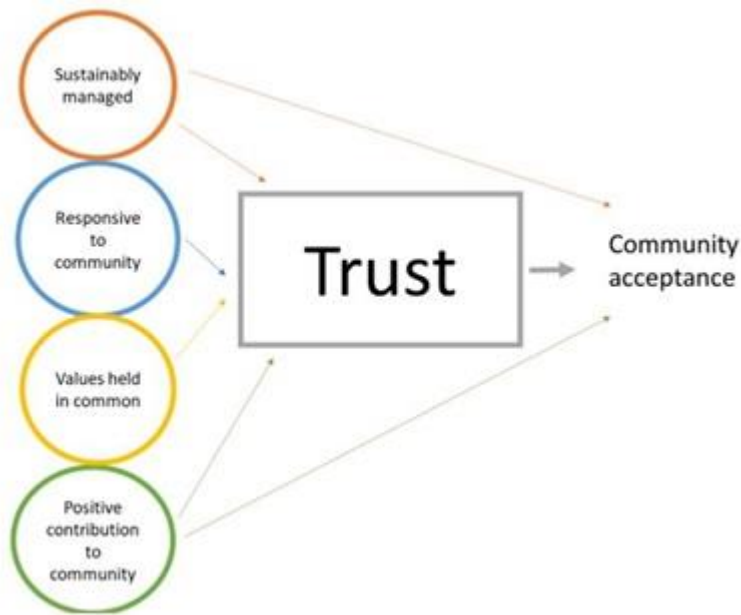 Sustainably
managed
Responsive
to
community
Values held
in common
Positive
contribution
to
community
Trust
Community
acceptance